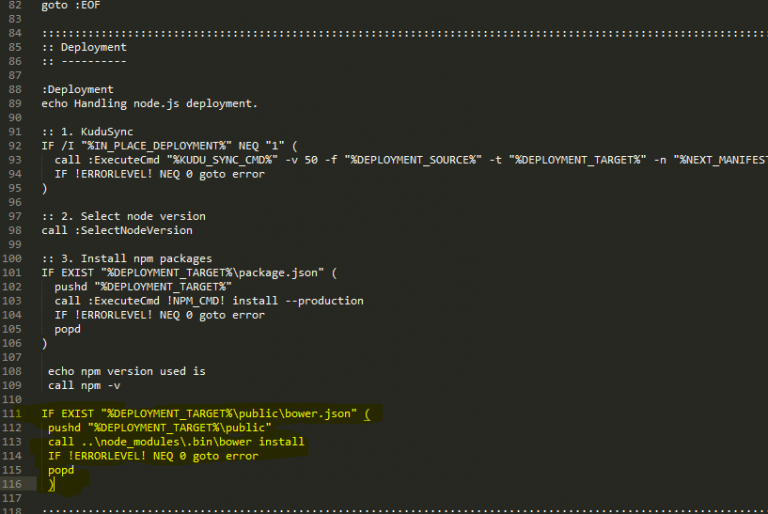 82 goto :EOF
83
84 ::::::::::::::::::::::::::::::::::::::::::::::::::::::::::::::::::::::::::::::::::::::::::::::::::::::::
85 :: Deployment
86 :: ----------
87
88 :Deployment
89 echo Handling node.js deployment.
90
91 :: 1. KuduSync
92 IF /I "%IN_PLACE_DEPLOYMENT%" NEQ "1" (
93 call :ExecuteCmd "%KUDU_SYNC_CMD%" -v 50 -f "%DEPLOYMENT_SOURCE%" -t "%DEPLOYMENT_TARGET%" -n "%NEXT_MANIFEST
94 IF !ERRORLEVEL! NEQ 0 goto error
95 )
96
97 :: 2. Select node version
98 call :SelectNodeVersion
99
100 :: 3. Install npm packages
101 IF EXIST "%DEPLOYMENT_TARGET%\package.json" (
102 pushd "%DEPLOYMENT_TARGET%"
103 call :ExecuteCmd !NPM_CMD! install --production
104 IF !ERRORLEVEL! NEQ 0 goto error
105 popd
106 )
107
108 echo npm version used is
109 call npm -v
110
111 IF EXIST "%DEPLOYMENT_TARGET%\public\bower.json" (
112 pushd "%DEPLOYMENT_TARGET%\public"
113 call ..\node_modules\.bin\bower install
114 IF !ERRORLEVEL! NEQ 0 goto error
115 popd
116 )
117
118 ::::::::::::::::::::::::::::::::::::::::::::::::::::::::::::::::::::::::::::::::::::::::::::::::::::::::